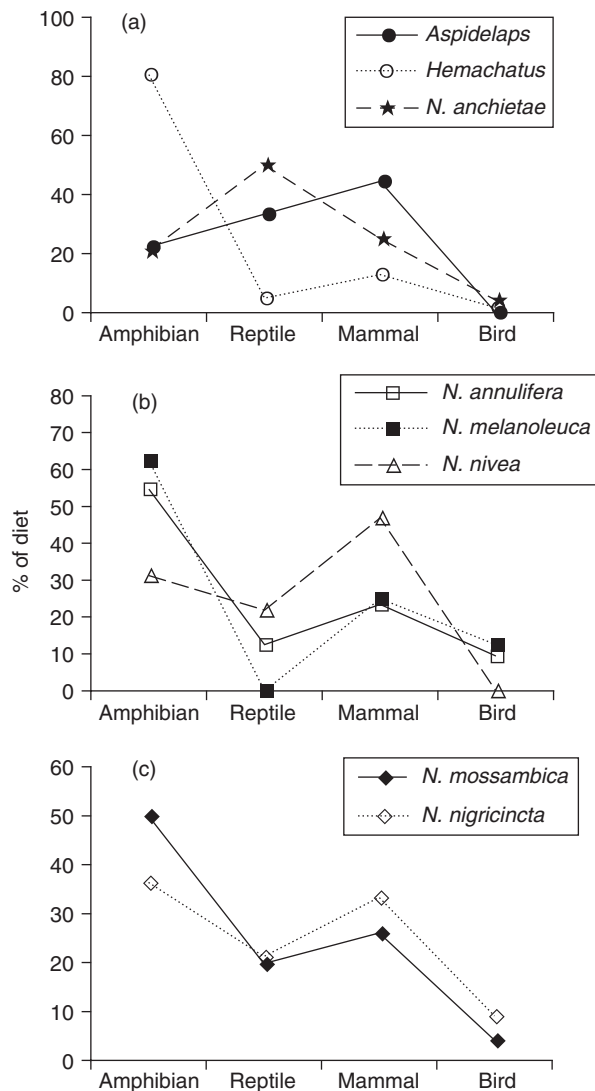 (a)
Aspidelaps
Hemachatus
N. anchietae
100
80
60
40
20
0
Amphibian Reptile Mammal Bird
(b)
N. annulifera
N. melanoleuca
N. nivea
% of diet
80
70
60
50
40
30
20
10
0
Amphibian Reptile Mammal Bird
(c)
N. mossambica
N. nigricincta
60
50
40
30
20
10
0
Amphibian Reptile Mammal Bird